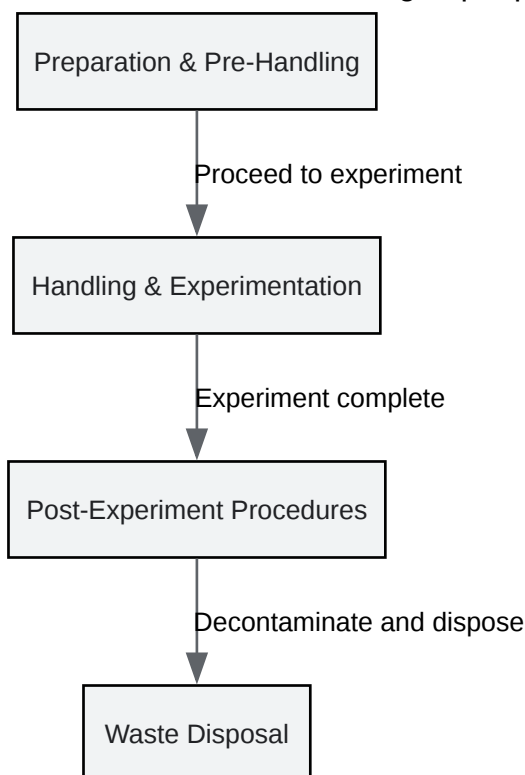 Preparation & Pre-Handling
Proceed to experiment
Handling & Experimentation
Experiment complete
Post-Experiment Procedures
Decontaminate and dispose
Waste Disposal